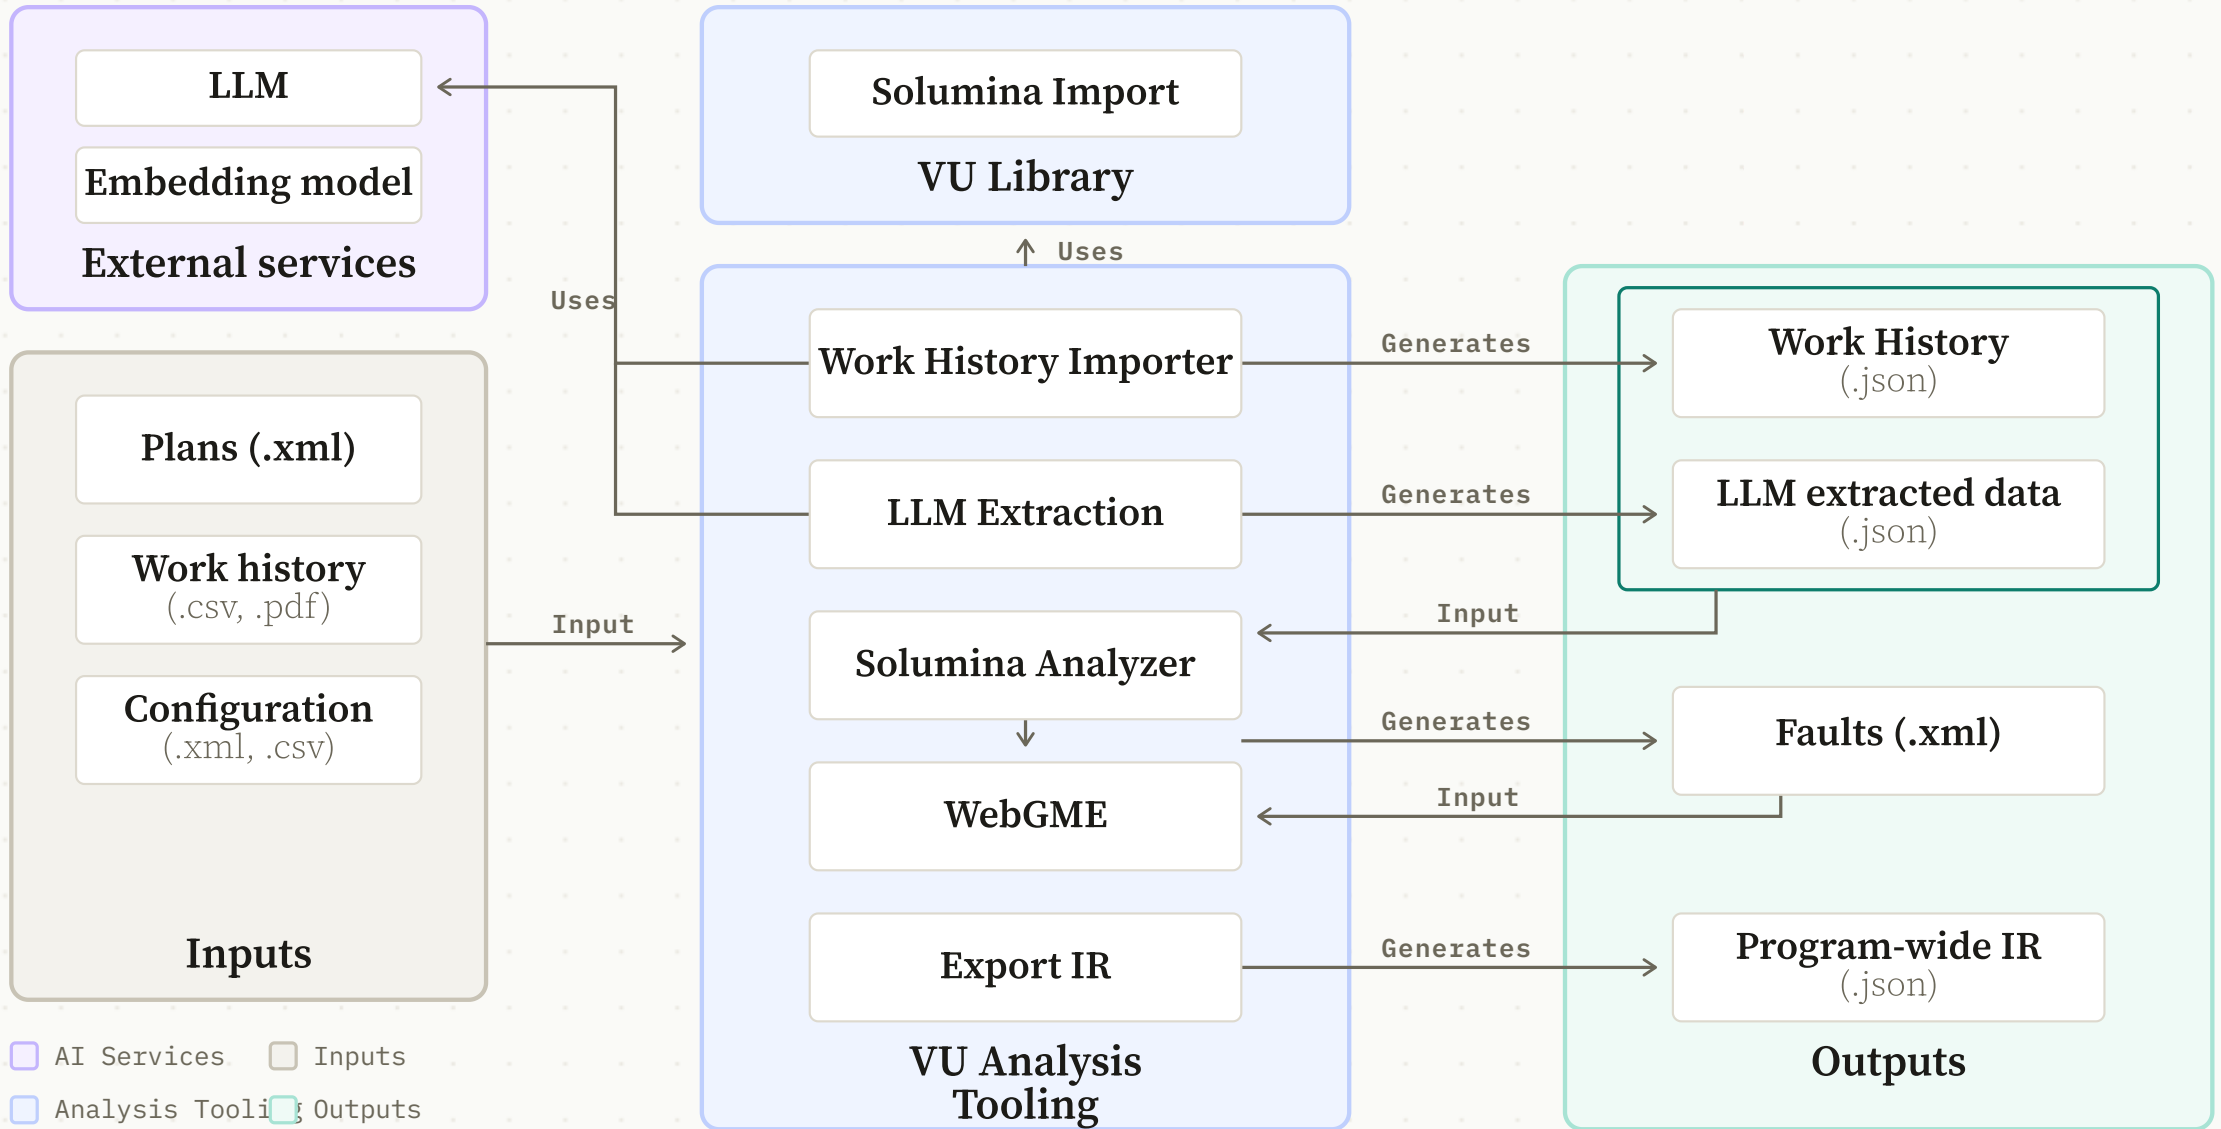 LLM
Embedding model
External services
Solumina Import
VU Library
Uses
Uses
Plans (.xml)
Work history
(.csv, .pdf)
Configuration
(.xml, .csv)
Inputs
Input
Work History Importer
LLM Extraction
Solumina Analyzer
WebGME
Export IR
VU Analysis
Tooling
Generates
Generates
Input
Generates
Input
Generates
Work History
(.json)
LLM extracted data
(.json)
Faults (.xml)
Program-wide IR
(.json)
Outputs
AI Services
Inputs
Analysis Tooling
Outputs